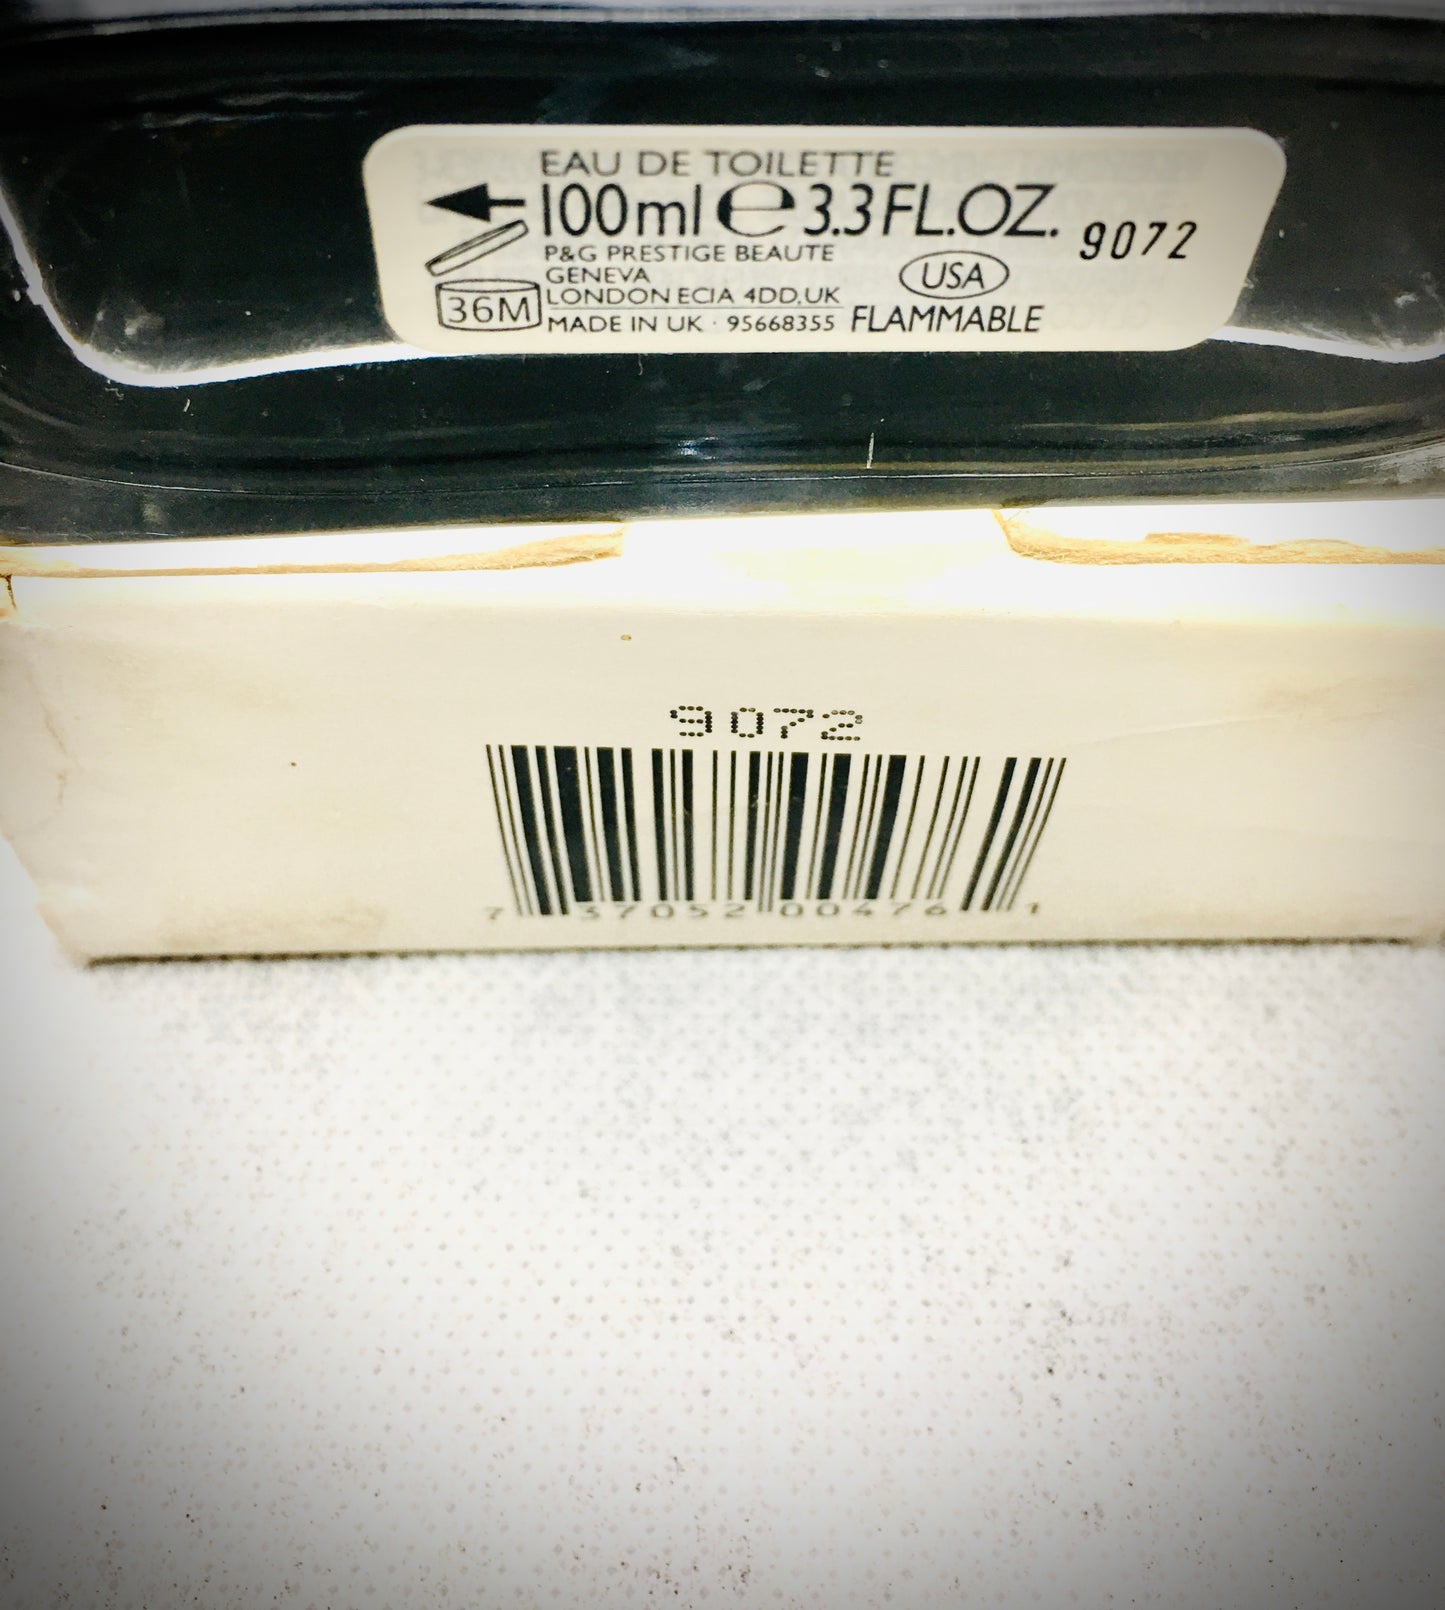 EAU DE TOILETTE
100ml e 3.3 FL.OZ.
9072
P&G PRESTIGE BEAUTE
GENEVA
USA
36M
LONDON EC1A 4DD,UK
MADE IN UK · 95668355
FLAMMABLE
9072
7 37052 00476 1